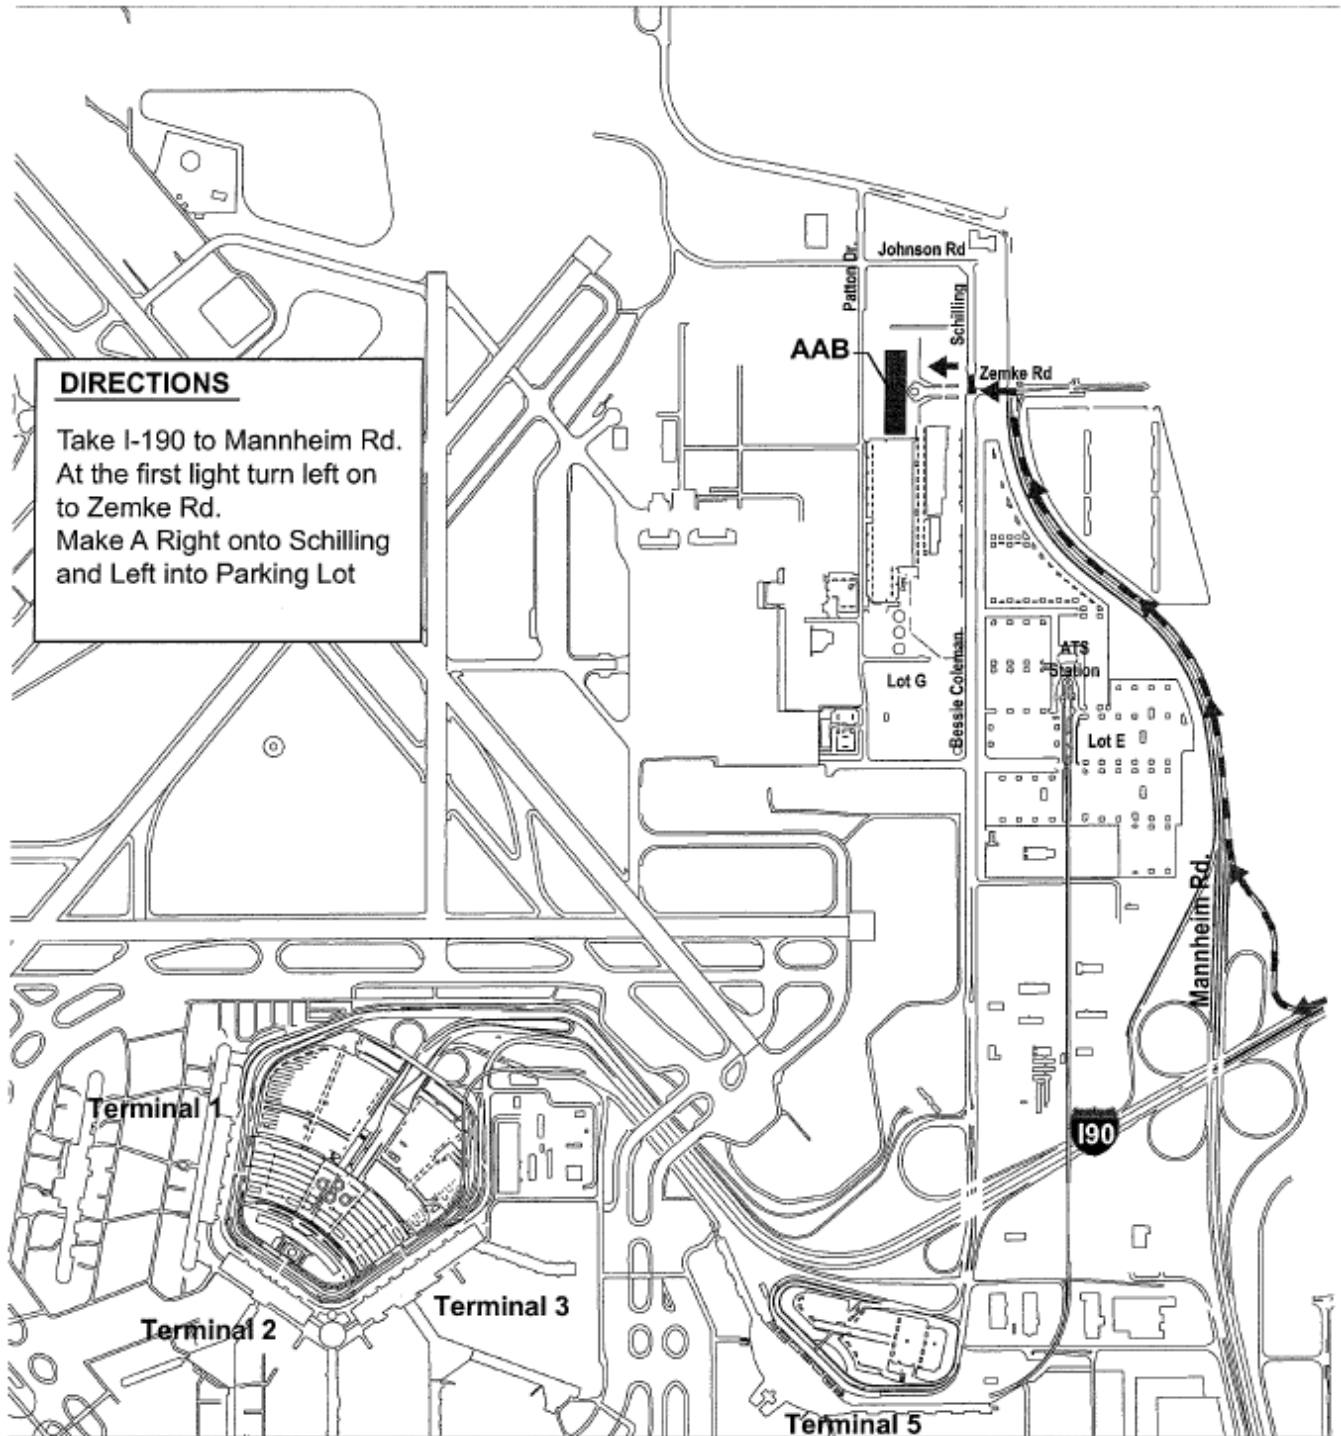 Johnson Rd
Patton Dr.
Schilling
AAB
Zemke Rd
DIRECTIONS
Take I-190 to Mannheim Rd.
At the first light turn left on
to Zemke Rd.
Make A Right onto Schilling
and Left into Parking Lot
ATS
Station
Lot G
Bessie Coleman
Lot E
Mannheim Rd.
Terminal 1
I90
Terminal 3
Terminal 2
Terminal 5